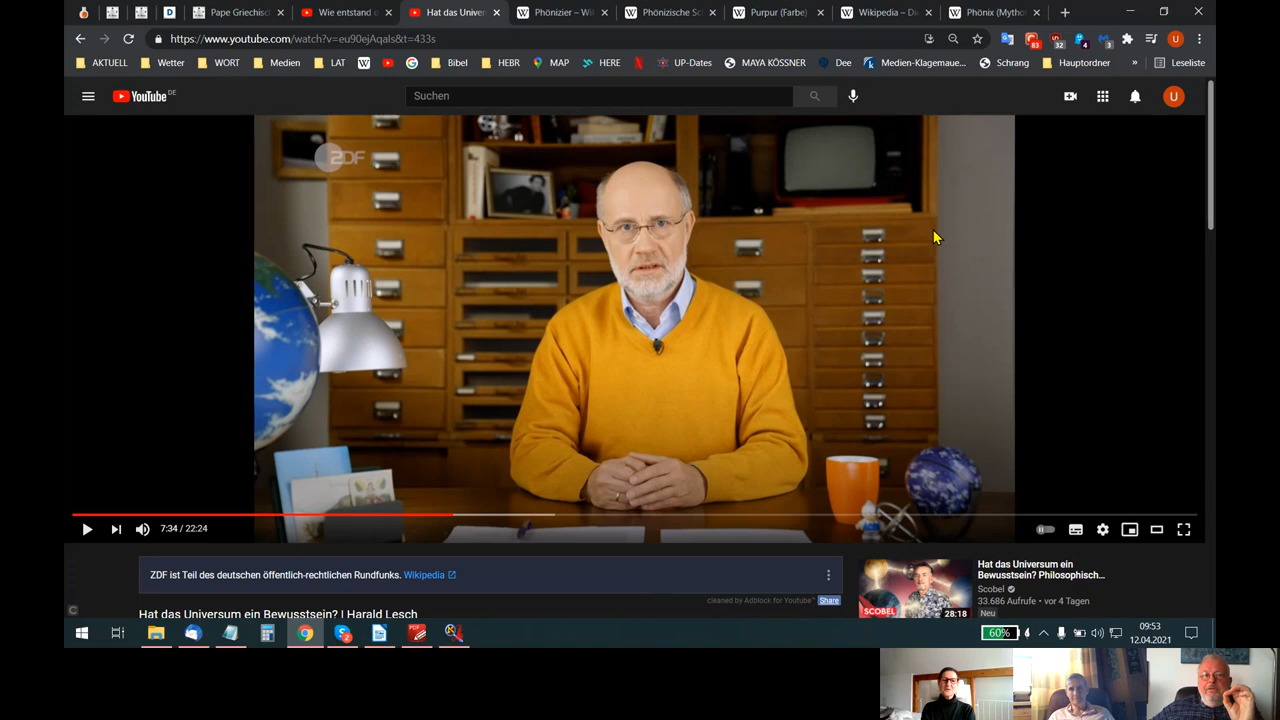 Pape Griechisc
Wie entstand o
Hat das Univer
Phönizier – Wi
Phönizische Sc
Purpur (Farbe)
Wikipedia – Di
Phönix (Mytho
https://www.youtube.com/watch?v=eu90ejAqaIs&t=433s
83
32
4
3
U
AKTUELL
Wetter
WORT
Medien
LAT
Bibel
HEBR
MAP
HERE
UP-Dates
MAYA KÖSSNER
Dee
Medien-Klagemaue...
Schrang
Hauptordner
»
Leseliste
YouTube DE
Suchen
U
ZDF
7:34 / 22:24
ZDF ist Teil des deutschen öffentlich-rechtlichen Rundfunks. Wikipedia
cleaned by Adblock for Youtube™ Share
Hat das Universum ein Bewusstsein? | Harald Lesch
SCOBEL
28:18
Hat das Universum ein
Bewusstsein? Philosophisch...
Scobel
33.686 Aufrufe • vor 4 Tagen
Neu
60%
09:53
12.04.2021